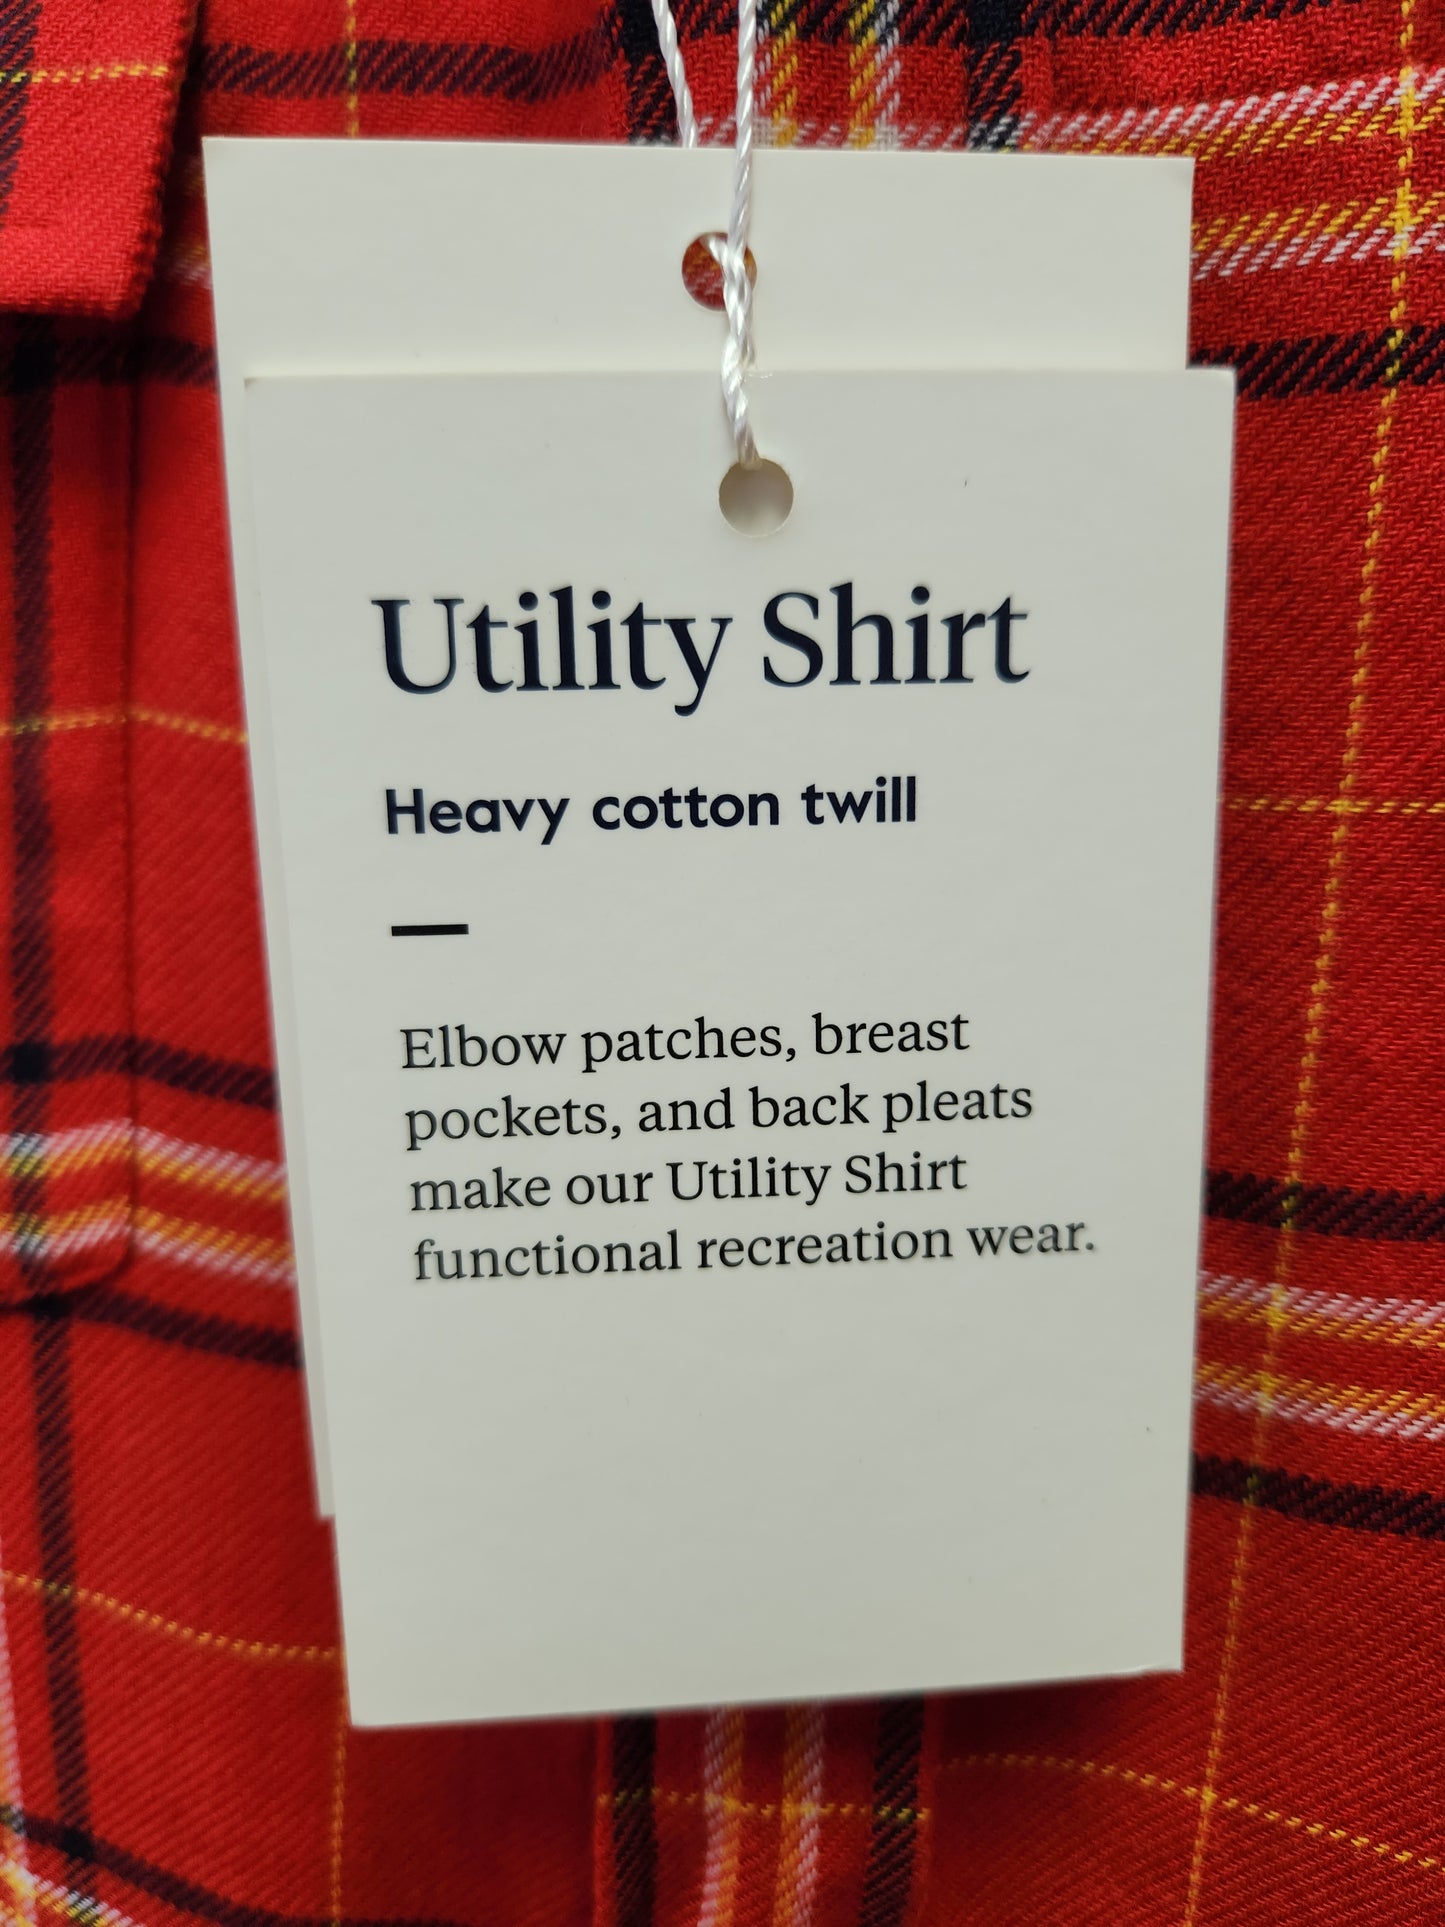 Utility Shirt
Heavy cotton twill
Elbow patches, breast
pockets, and back pleats
make our Utility Shirt
functional recreation wear.